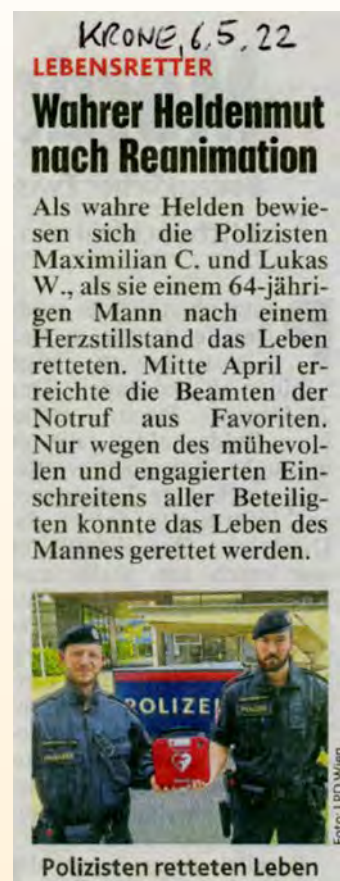 KRONE, 6.5.22
LEBENSRETTER
Wahrer Heldenmut
nach Reanimation
Als wahre Helden bewie-
sen sich die Polizisten
Maximilian C. und Lukas
W., als sie einem 64-jähri-
gen Mann nach einem
Herzstillstand das Leben
retteten. Mitte April er-
reichte die Beamten der
Notruf aus Favoriten.
Nur wegen des mühevol-
len und engagierten Ein-
schreitens aller Beteilig-
ten konnte das Leben des
Mannes gerettet werden.
POLIZEI
Foto: LPD Wien
Polizisten retteten Leben